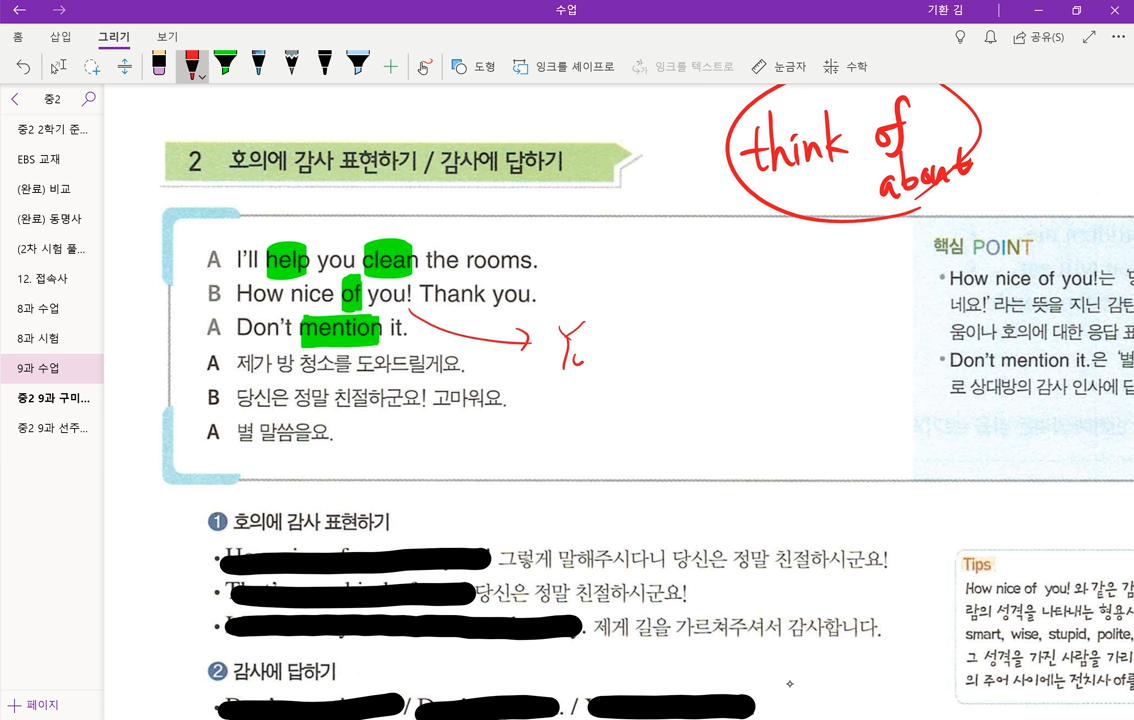 수업
기환 김
홈 삽입 그리기 보기
공유(S)
도형 잉크를 셰이프로 잉크를 텍스트로 눈금자 수학
중2
중2 2학기 준...
EBS 교재
(완료) 비교
(완료) 동명사
(2차 시험 풀...
12. 접속사
8과 수업
8과 시험
9과 수업
중2 9과 구미...
중2 9과 선주...
페이지
think of
about
2 호의에 감사 표현하기 / 감사에 답하기
A I'll help you clean the rooms.
B How nice of you! Thank you.
A Don't mention it.
A 제가 방 청소를 도와드릴게요.
B 당신은 정말 친절하군요! 고마워요.
A 별 말씀을요.
핵심 POINT
•How nice of you!는
네요!'라는 뜻을 지닌 감탄
움이나 호의에 대한 응답 표
•Don't mention it.은 '별
로 상대방의 감사 인사에 답
1 호의에 감사 표현하기
• 그렇게 말해주시다니 당신은 정말 친절하시군요!
• 당신은 정말 친절하시군요!
• . 제게 길을 가르쳐주셔서 감사합니다.
2 감사에 답하기
• / . /
Tips
How nice of you! 와 같은 감
람의 성격을 나타내는 형용사
smart, wise, stupid, polite,
그 성격을 가진 사람을 가리
의 주어 사이에는 전치사 of를